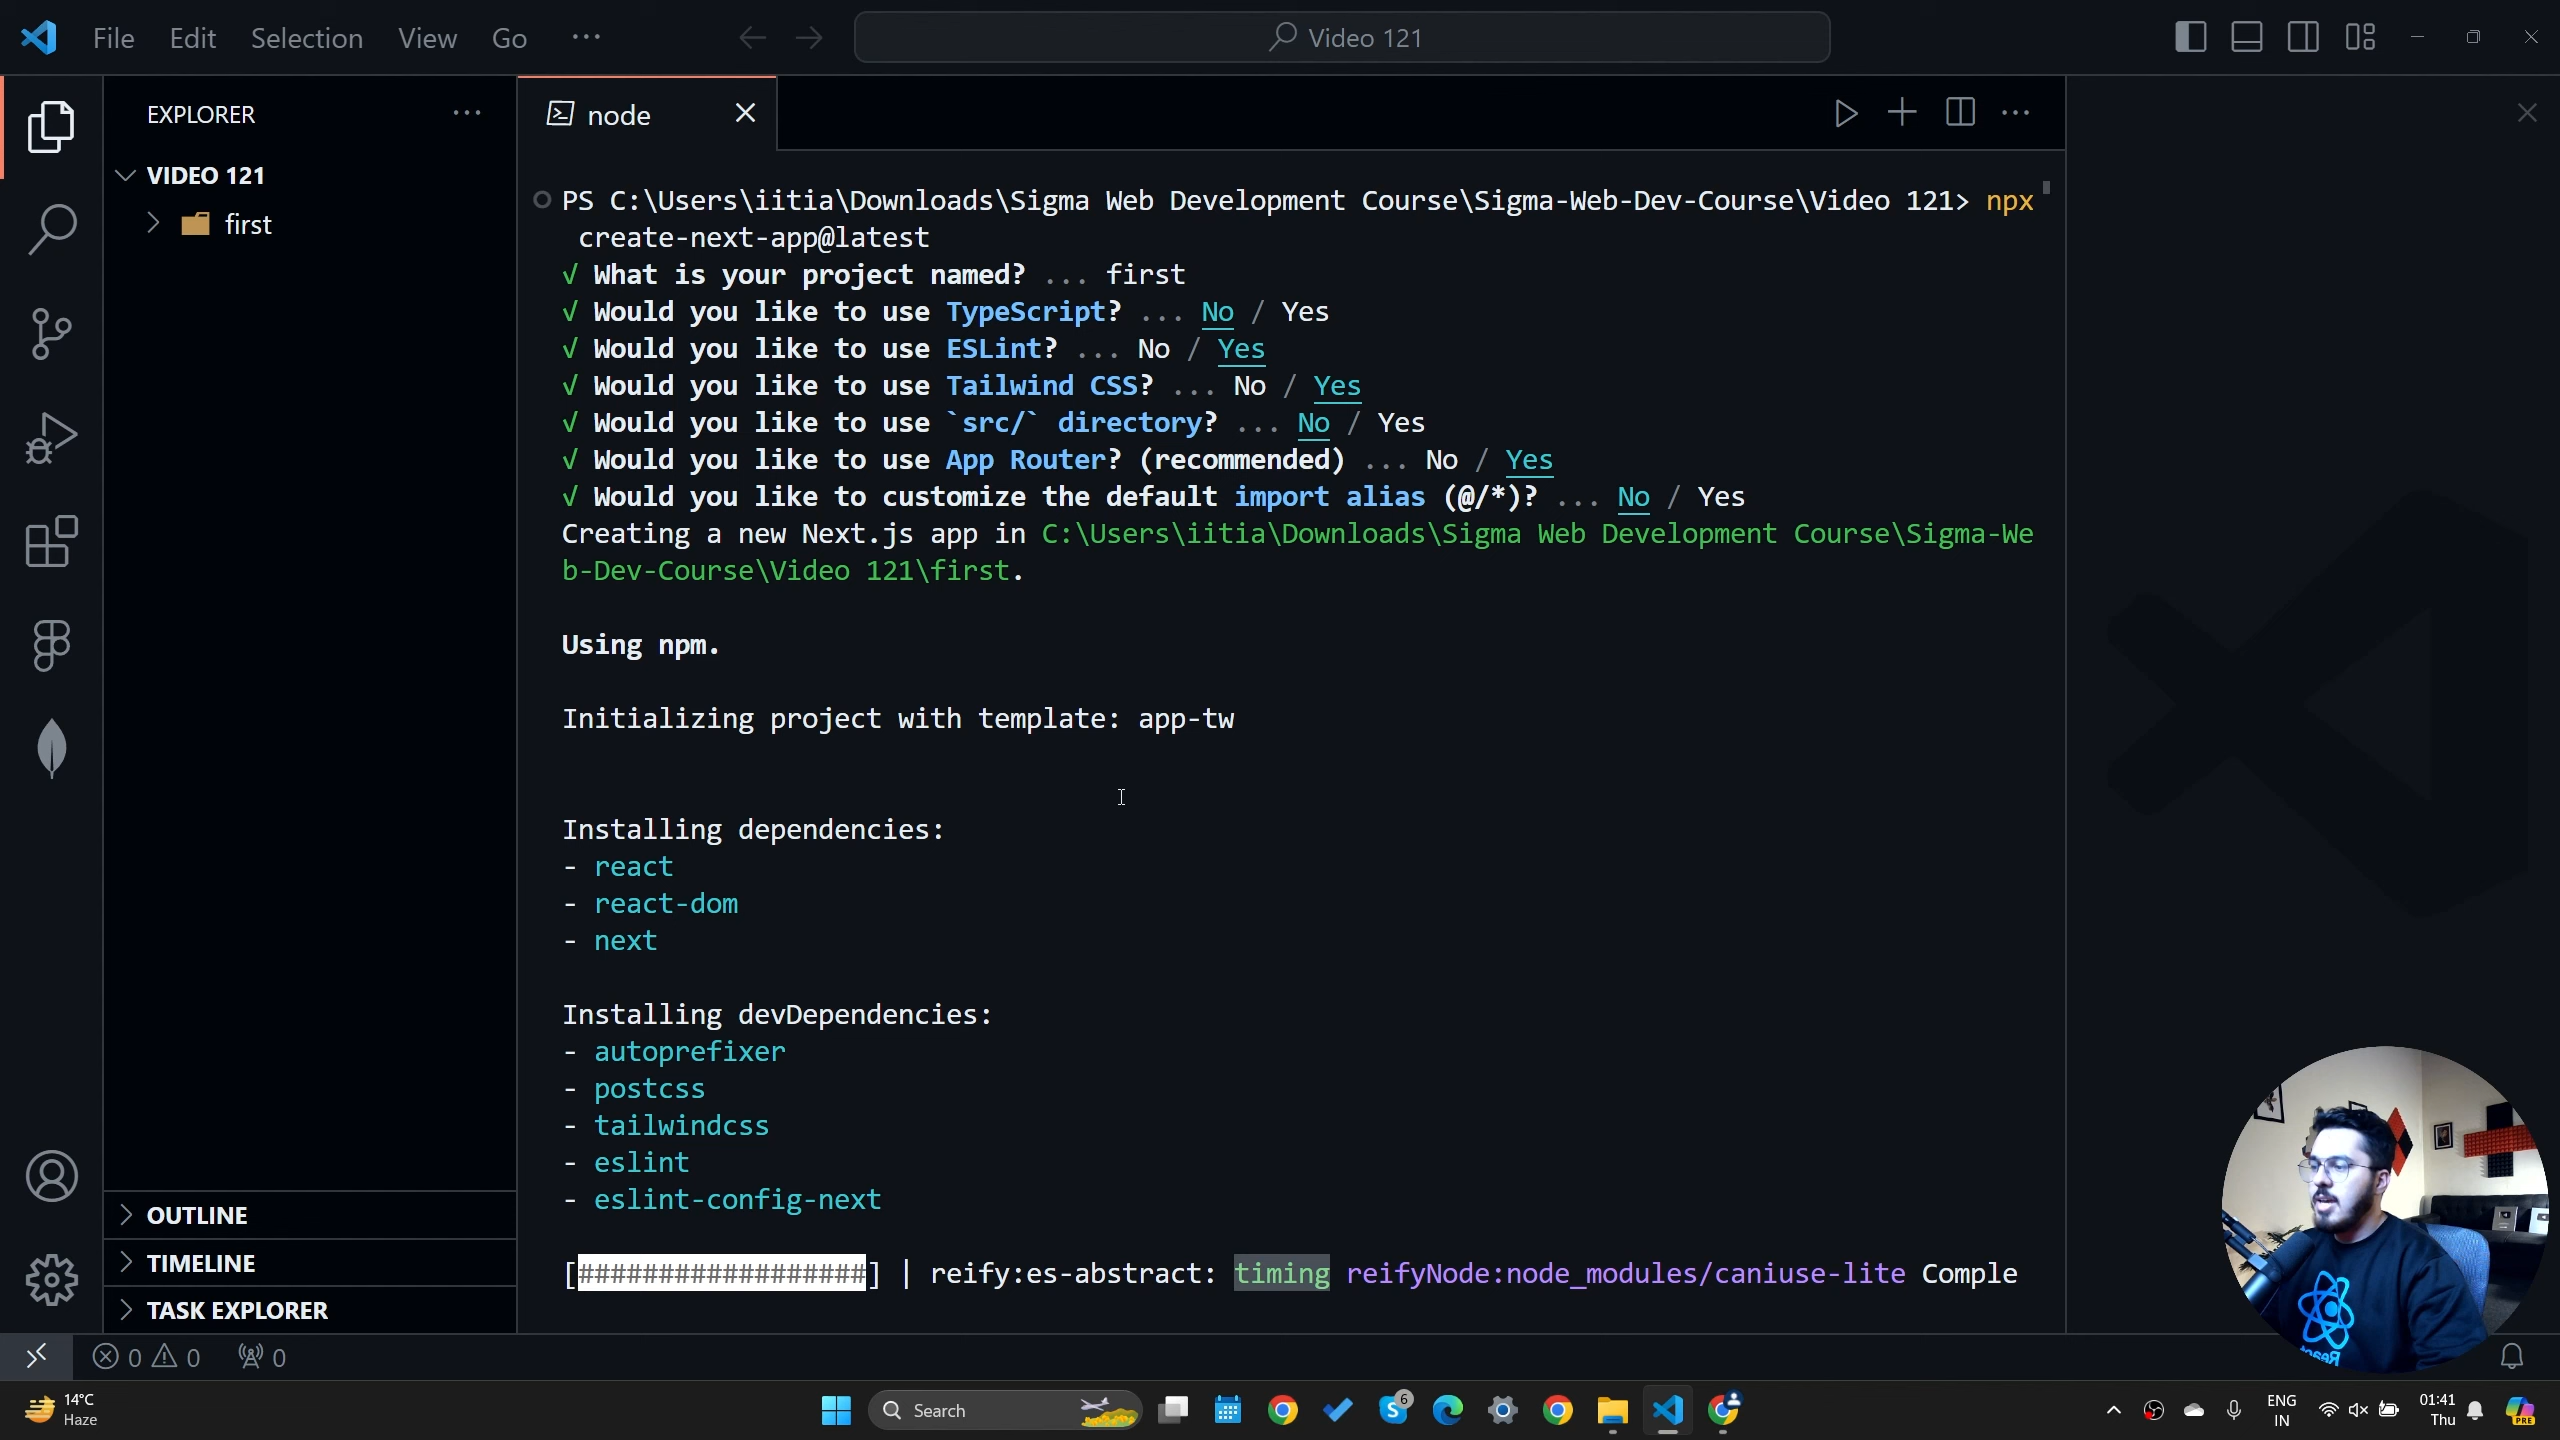 File Edit Selection View Go ···
Video 121
EXPLORER ···
VIDEO 121
first
OUTLINE
TIMELINE
TASK EXPLORER
node
PS C:\Users\iitia\Downloads\Sigma Web Development Course\Sigma-Web-Dev-Course\Video 121> npx
create-next-app@latest
√ What is your project named? ... first
√ Would you like to use TypeScript? ... No / Yes
√ Would you like to use ESLint? ... No / Yes
√ Would you like to use Tailwind CSS? ... No / Yes
√ Would you like to use `src/` directory? ... No / Yes
√ Would you like to use App Router? (recommended) ... No / Yes
√ Would you like to customize the default import alias (@/*)? ... No / Yes
Creating a new Next.js app in C:\Users\iitia\Downloads\Sigma Web Development Course\Sigma-We
b-Dev-Course\Video 121\first.
Using npm.
Initializing project with template: app-tw
Installing dependencies:
- react
- react-dom
- next
Installing devDependencies:
- autoprefixer
- postcss
- tailwindcss
- eslint
- eslint-config-next
[##################] | reify:es-abstract: timing reifyNode:node_modules/caniuse-lite Comple
React
0 0 0
14°C
Haze
Search
6
ENG
IN
01:41
Thu
PRE